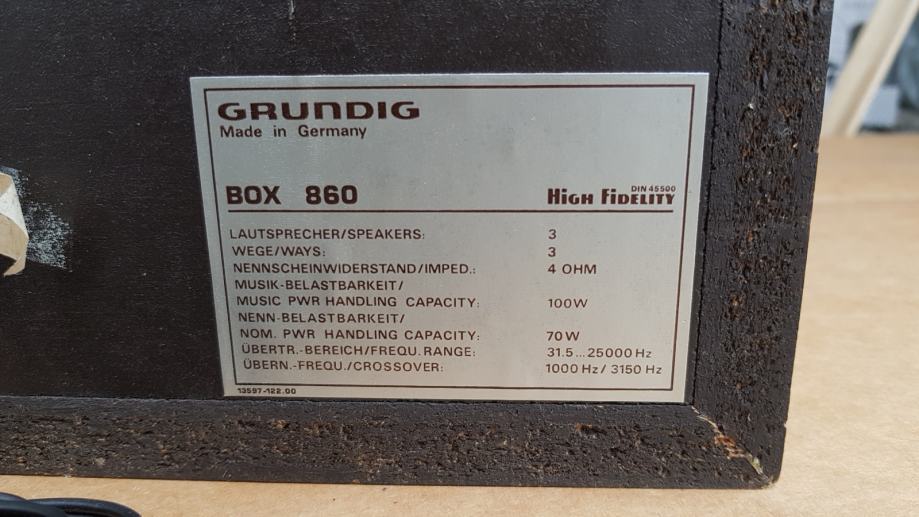 GRUNDIG
Made in Germany
BOX 860
DIN 45500
HIGH FIDELITY
LAUTSPRECHER/SPEAKERS: 3
WEGE/WAYS: 3
NENNSCHEINWIDERSTAND/IMPED.: 4 OHM
MUSIK-BELASTBARKEIT/
MUSIC PWR HANDLING CAPACITY: 100W
NENN-BELASTBARKEIT/
NOM. PWR HANDLING CAPACITY: 70W
ÜBERTR.-BEREICH/FREQU. RANGE: 31.5...25000 Hz
ÜBERN.-FREQU./CROSSOVER: 1000 Hz/ 3150 Hz
13597-122.00